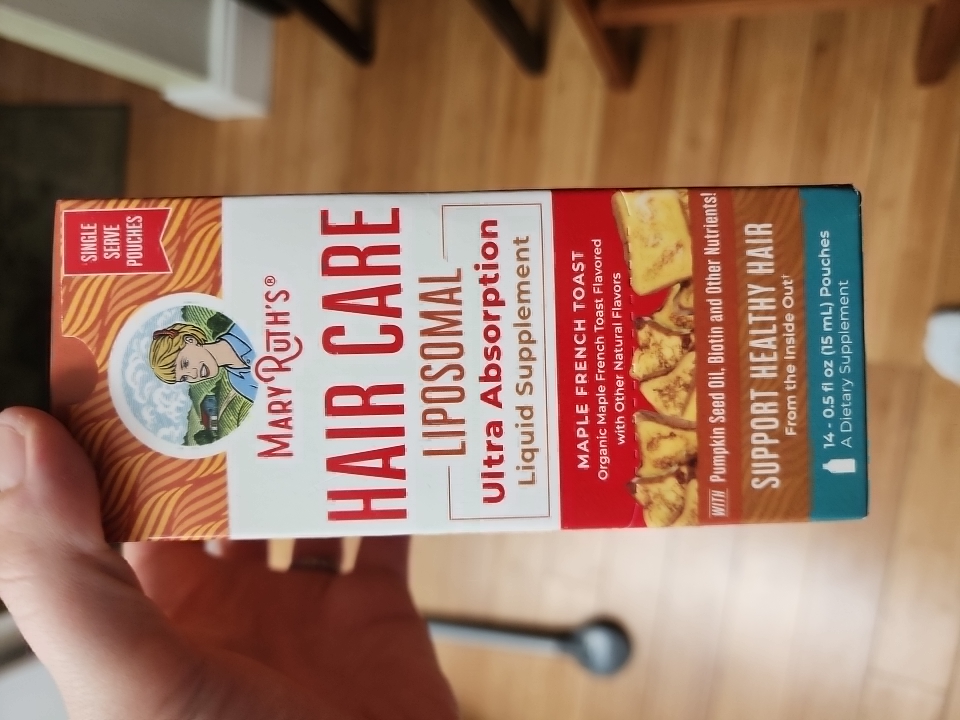 SINGLE
SERVE
POUCHES
MARYRUTH'S®
HAIR CARE
LIPOSOMAL
Ultra Absorption
Liquid Supplement
MAPLE FRENCH TOAST
Organic Maple French Toast Flavored
with Other Natural Flavors
WITH Pumpkin Seed Oil, Biotin and Other Nutrients!
SUPPORT HEALTHY HAIR
From the Inside Out†
14 - 0.5 fl oz (15 mL) Pouches
A Dietary Supplement